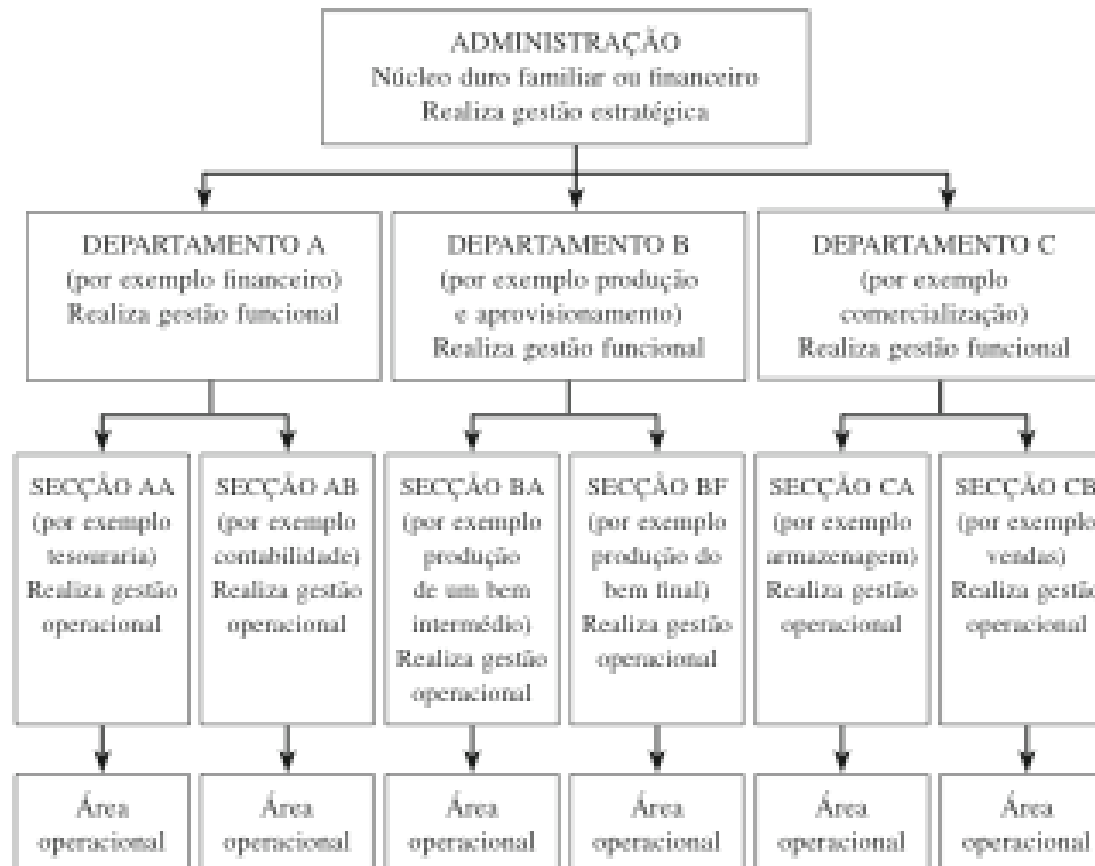 ADMINISTRAÇÃO
Núcleo duro familiar ou financeiro
Realiza gestão estratégica
DEPARTAMENTO A
(por exemplo financeiro)
Realiza gestão funcional
DEPARTAMENTO B
(por exemplo produção
e aprovisionamento)
Realiza gestão funcional
DEPARTAMENTO C
(por exemplo
comercialização)
Realiza gestão funcional
SECÇÃO AA
(por exemplo
tesouraria)
Realiza gestão
operacional
SECÇÃO AB
(por exemplo
contabilidade)
Realiza gestão
operacional
SECÇÃO BA
(por exemplo
produção
de um bem
intermédio)
Realiza gestão
operacional
SECÇÃO BF
(por exemplo
produção do
bem final)
Realiza gestão
operacional
SECÇÃO CA
(por exemplo
armazenagem)
Realiza gestão
operacional
SECÇÃO CB
(por exemplo
vendas)
Realiza gestão
operacional
Área
operacional
Área
operacional
Área
operacional
Área
operacional
Área
operacional
Área
operacional